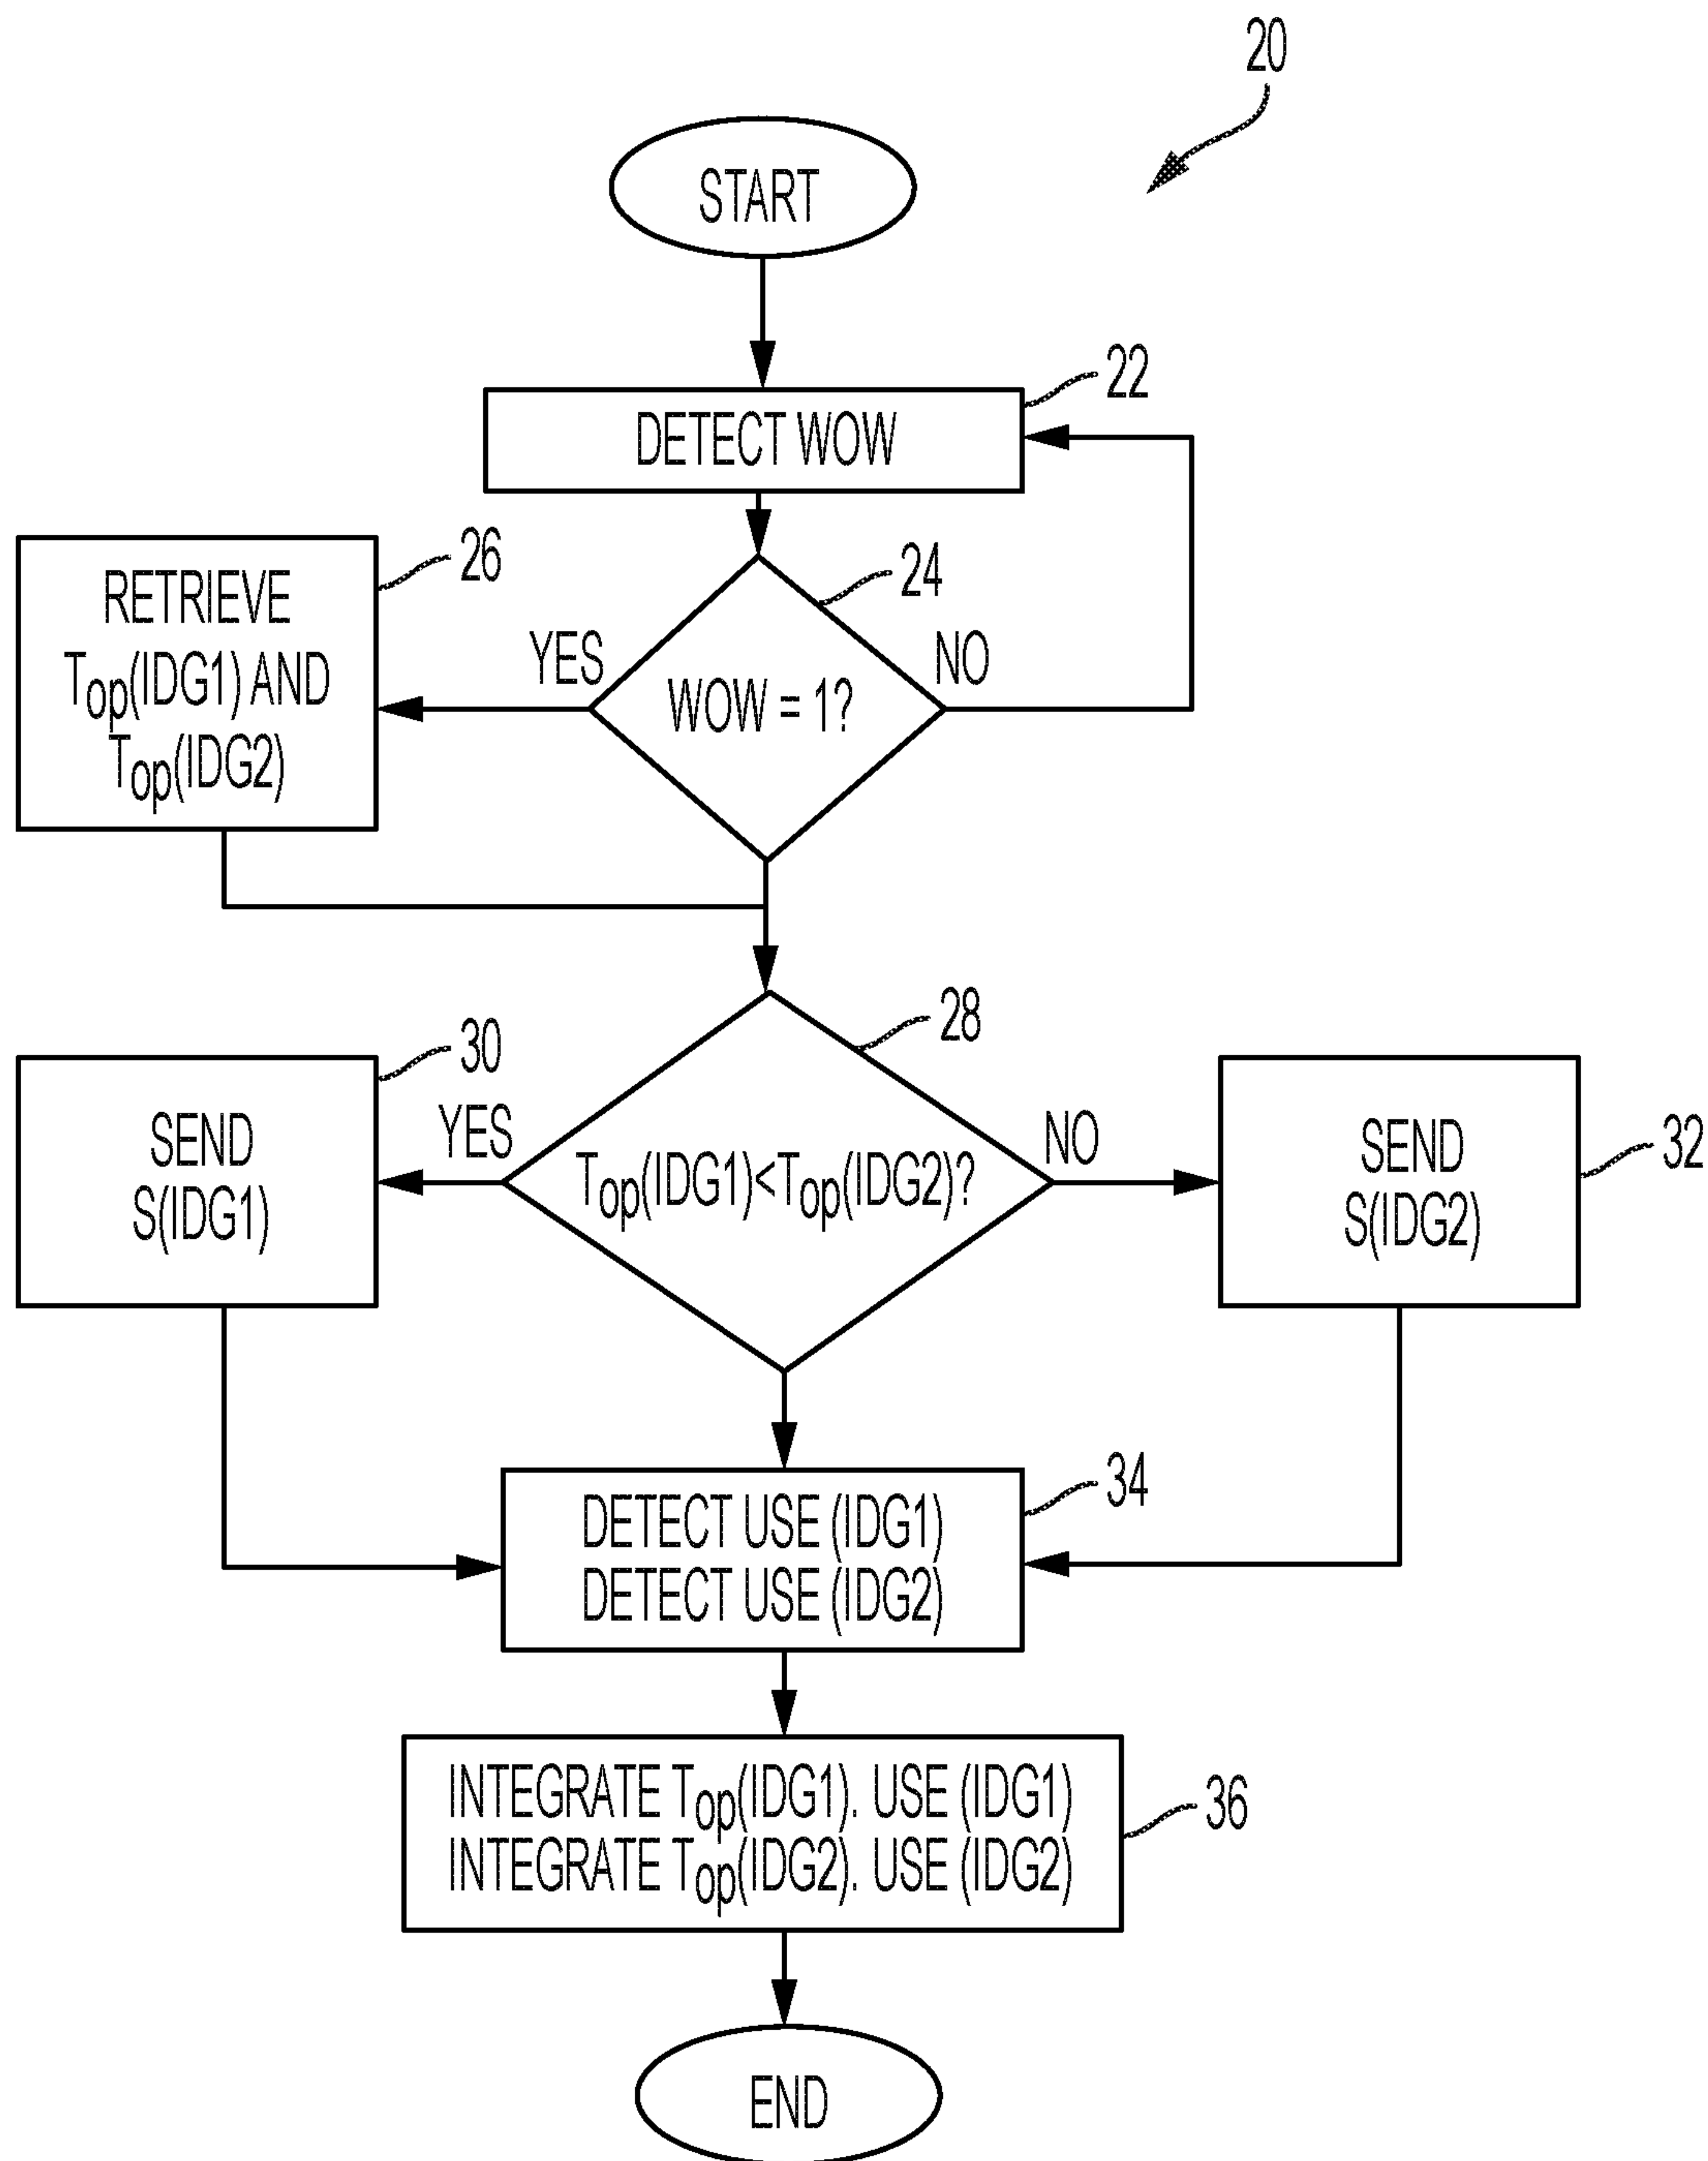 20
START
22
DETECT WOW
26
RETRIEVE
Top(IDG1) AND
Top(IDG2)
24
YES
NO
WOW = 1?
28
30
SEND
S(IDG1)
YES
Top(IDG1)<Top(IDG2)?
NO
SEND
S(IDG2)
32
34
DETECT USE (IDG1)
DETECT USE (IDG2)
INTEGRATE Top(IDG1). USE (IDG1)
INTEGRATE Top(IDG2). USE (IDG2)
36
END